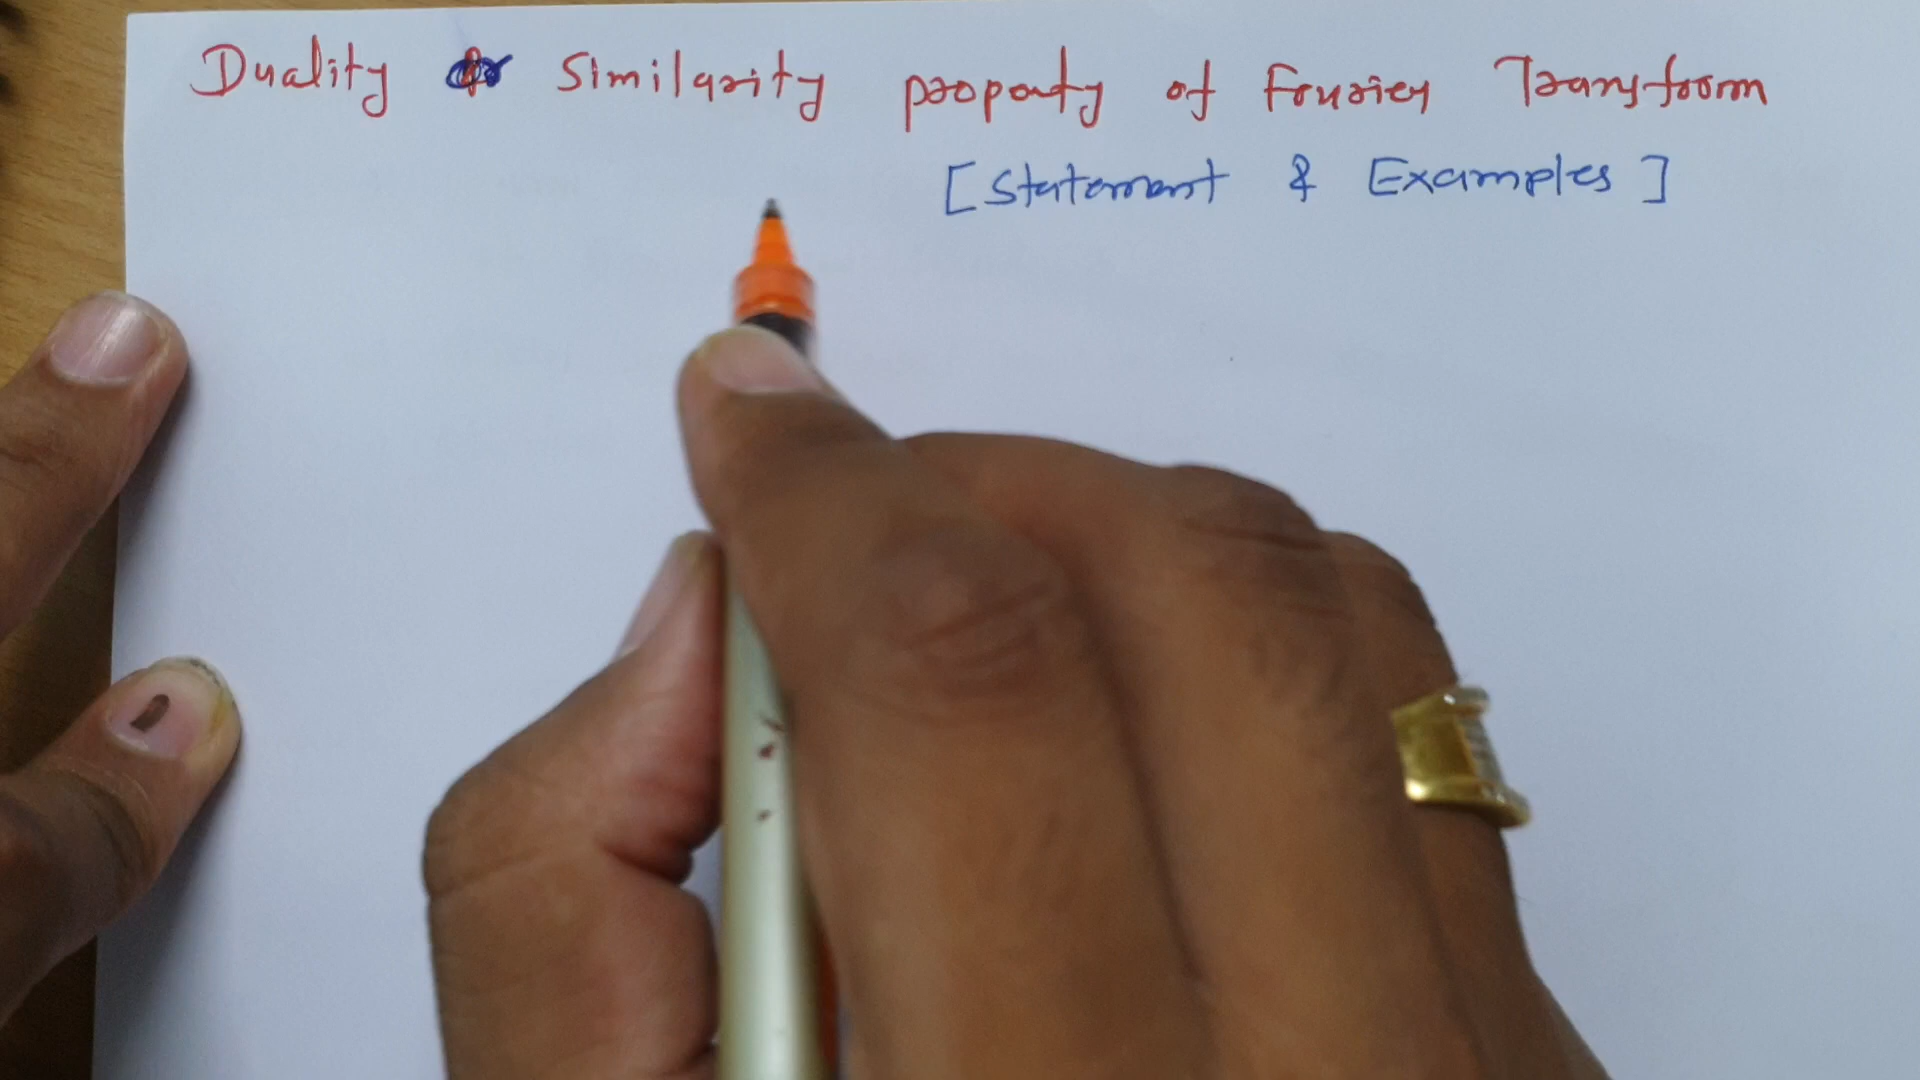 Duality or Similarity property of Fourier Transform
[Statement & Examples]